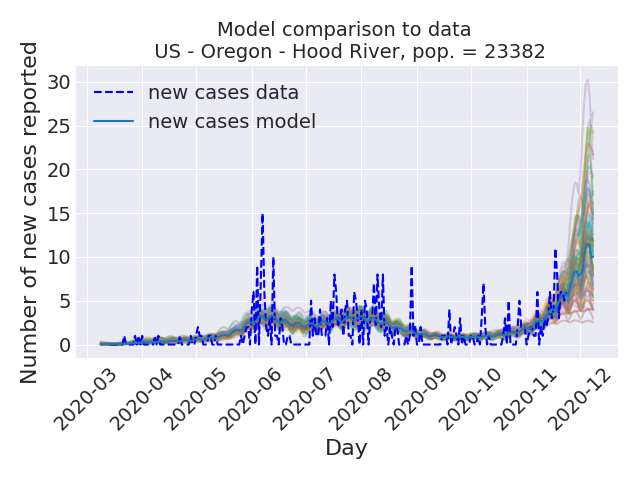 Model comparison to data
US - Oregon - Hood River, pop. = 23382
Number of new cases reported
30
25
20
15
10
5
0
new cases data
new cases model
2020-03
2020-04
2020-05
2020-06
2020-07
2020-08
2020-09
2020-10
2020-11
2020-12
Day